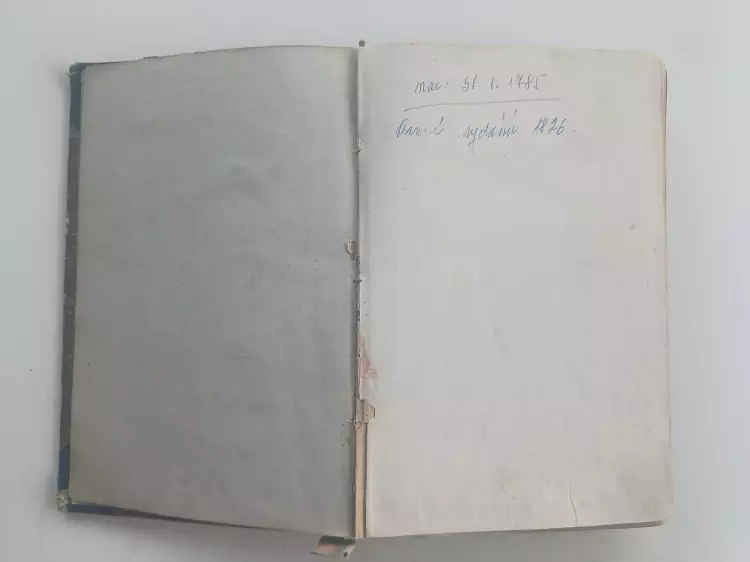 nar: 31 1. 1785
První vydání 1826.